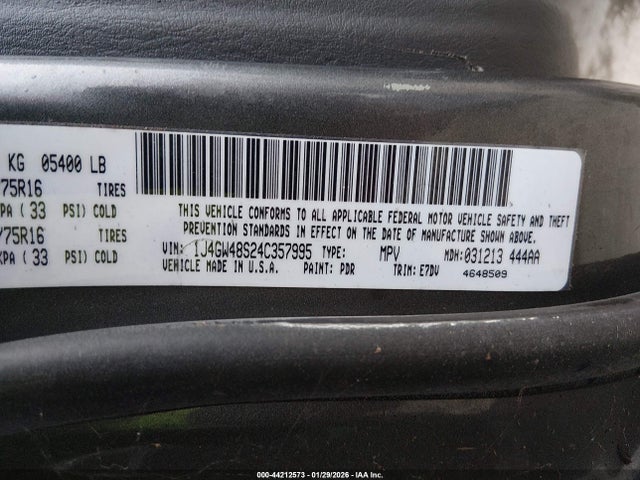 KG 05400 LB
75R16 TIRES
PA ( 33 PSI) COLD
/75R16 TIRES
KPA ( 33 PSI) COLD
THIS VEHICLE CONFORMS TO ALL APPLICABLE FEDERAL MOTOR VEHICLE SAFETY AND THEFT
PREVENTION STANDARDS IN EFFECT ON THE DATE OF MANUFACTURE SHOWN ABOVE.
VIN: 1J4GW48S24C357995 TYPE: MPV MDH: 031213 444AA
VEHICLE MADE IN U.S.A. PAINT: PDR TRIM: E7DV 4648509
000-44212573 | 01/29/2026 - IAA Inc.